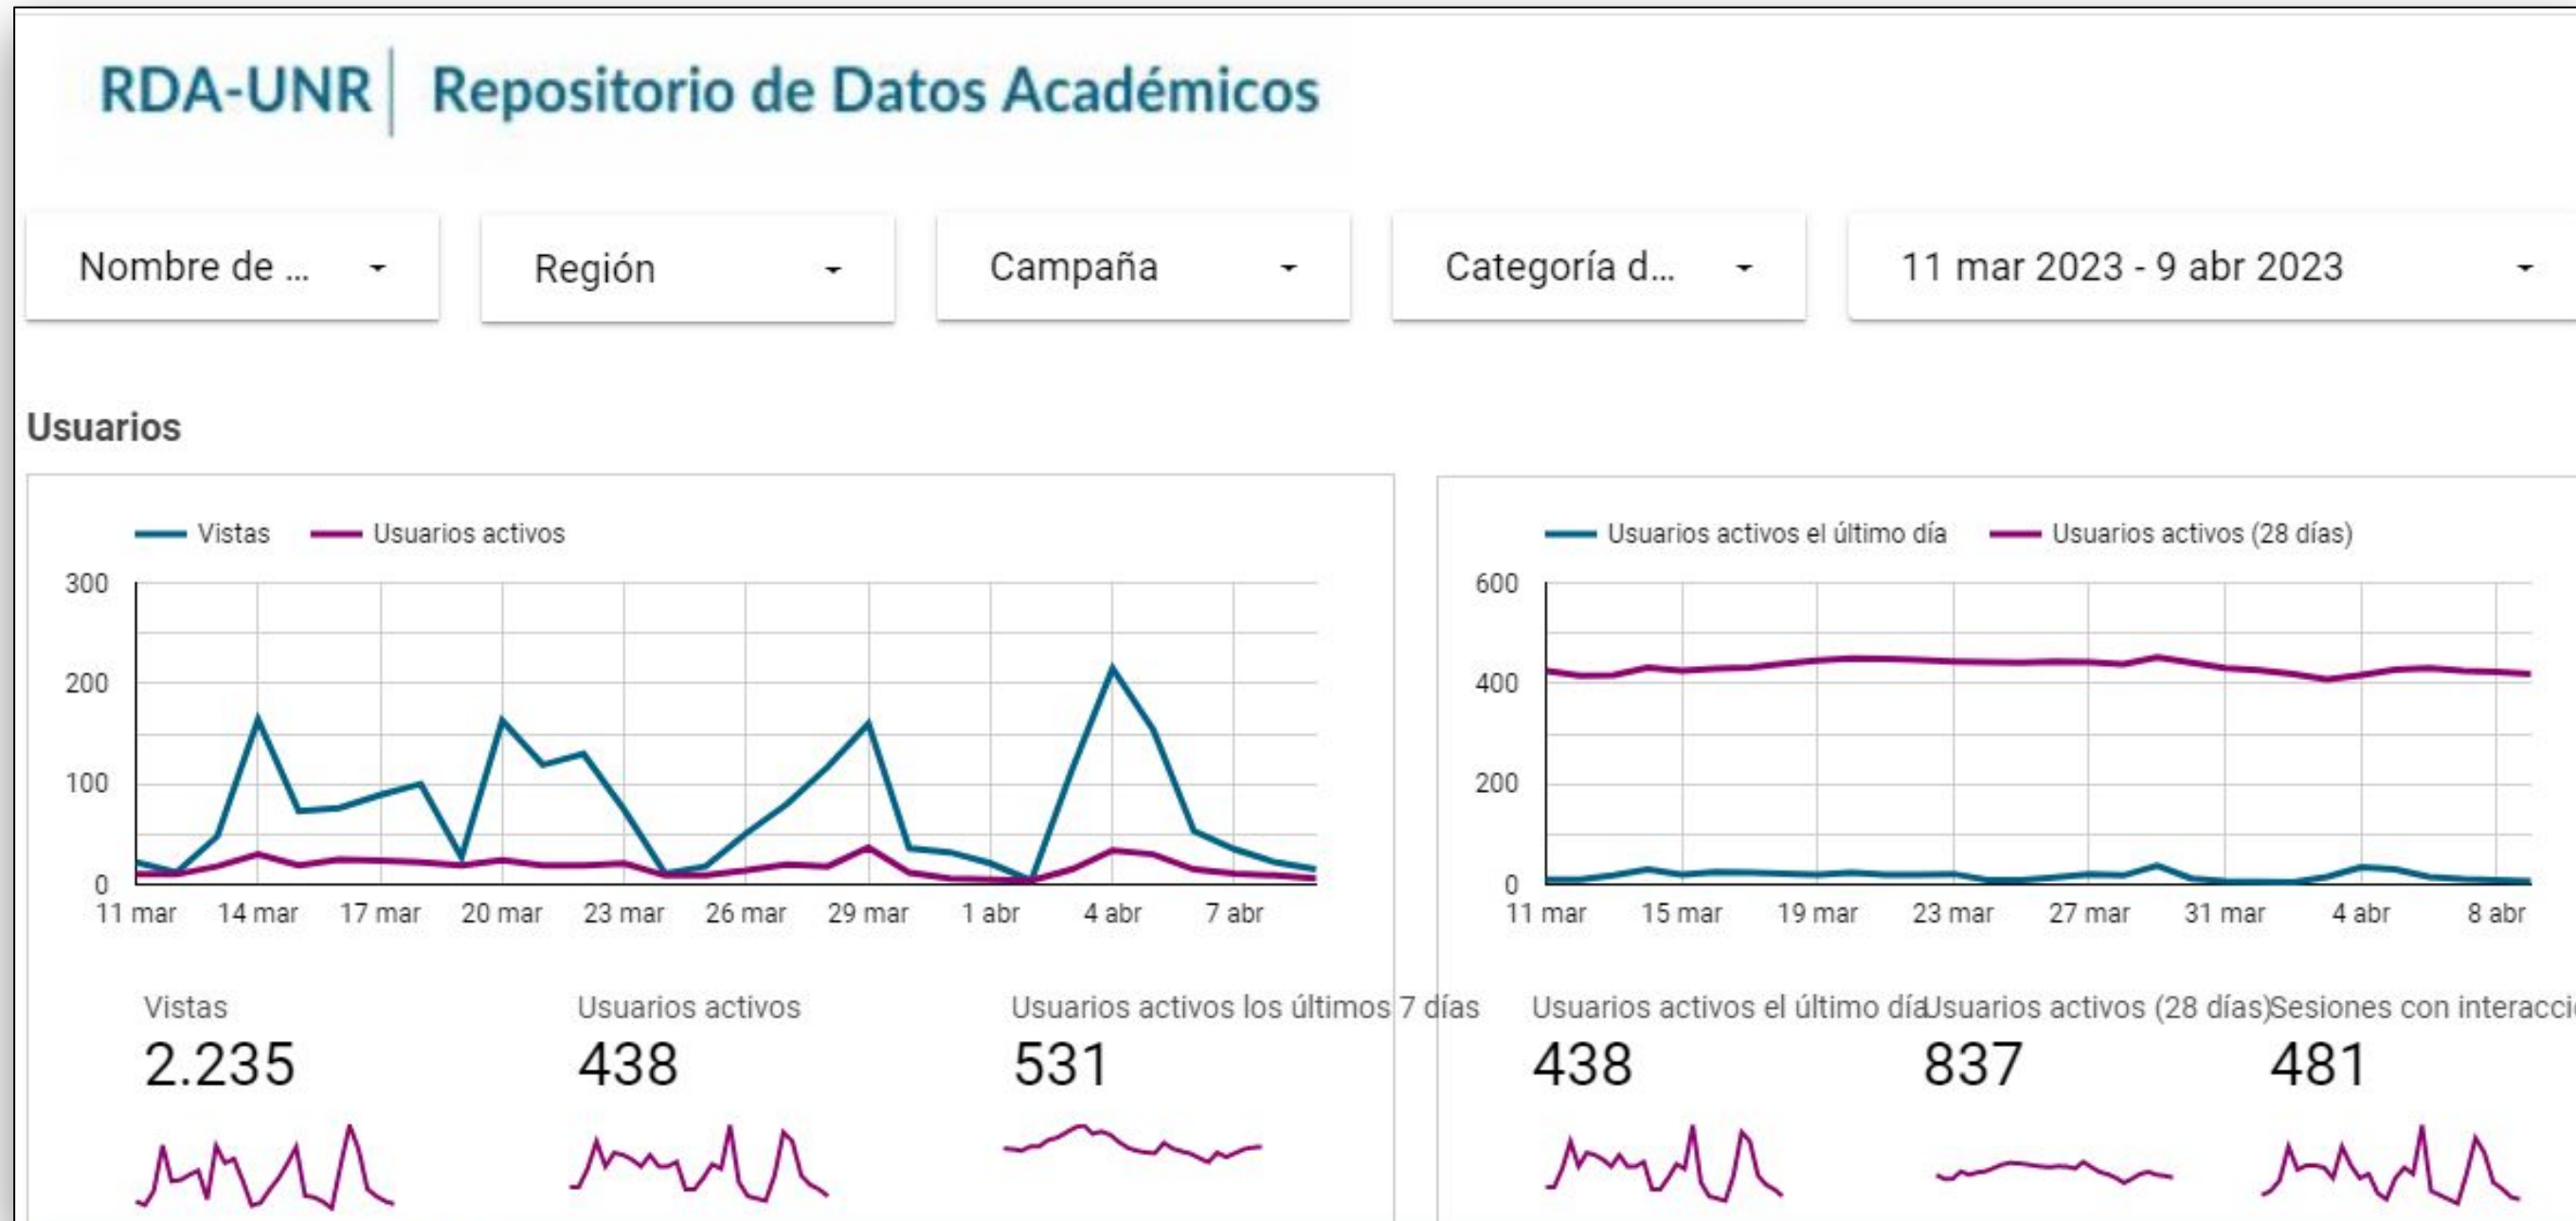 RDA-UNR Repositorio de Datos Académicos
Nombre de ... Región Campaña Categoría d... 11 mar 2023 - 9 abr 2023
Usuarios
Vistas Usuarios activos
300
200
100
0
11 mar 14 mar 17 mar 20 mar 23 mar 26 mar 29 mar 1 abr 4 abr 7 abr
Vistas Usuarios activos Usuarios activos los últimos 7 días
2.235 438 531
Usuarios activos el último día Usuarios activos (28 días)
600
400
200
0
11 mar 15 mar 19 mar 23 mar 27 mar 31 mar 4 abr 8 abr
Usuarios activos el último día Usuarios activos (28 días) Sesiones con
438 837 481